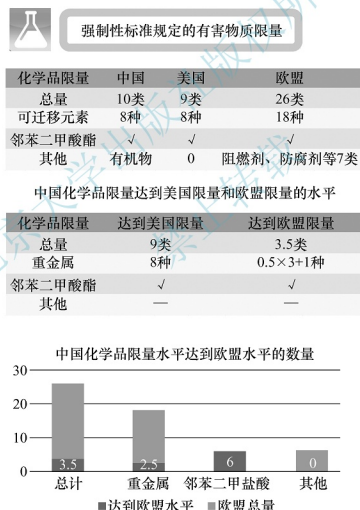 强制性标准规定的有害物质限量
化学品限量 中国 美国 欧盟
总量 10类 9类 26类
可迁移元素 8种 8种 18种
邻苯二甲酸酯 √ √ √
其他 有机物 0 阻燃剂、防腐剂等7类
中国化学品限量达到美国限量和欧盟限量的水平
化学品限量 达到美国限量 达到欧盟限量
总量 9类 3.5类
重金属 8种 0.5×3+1种
邻苯二甲酸酯 √ √
其他 — —
中国化学品限量水平达到欧盟水平的数量
30
20
10
0
3.5 2.5 6 0
总计 重金属 邻苯二甲盐酸 其他
■达到欧盟水平 ■欧盟总量